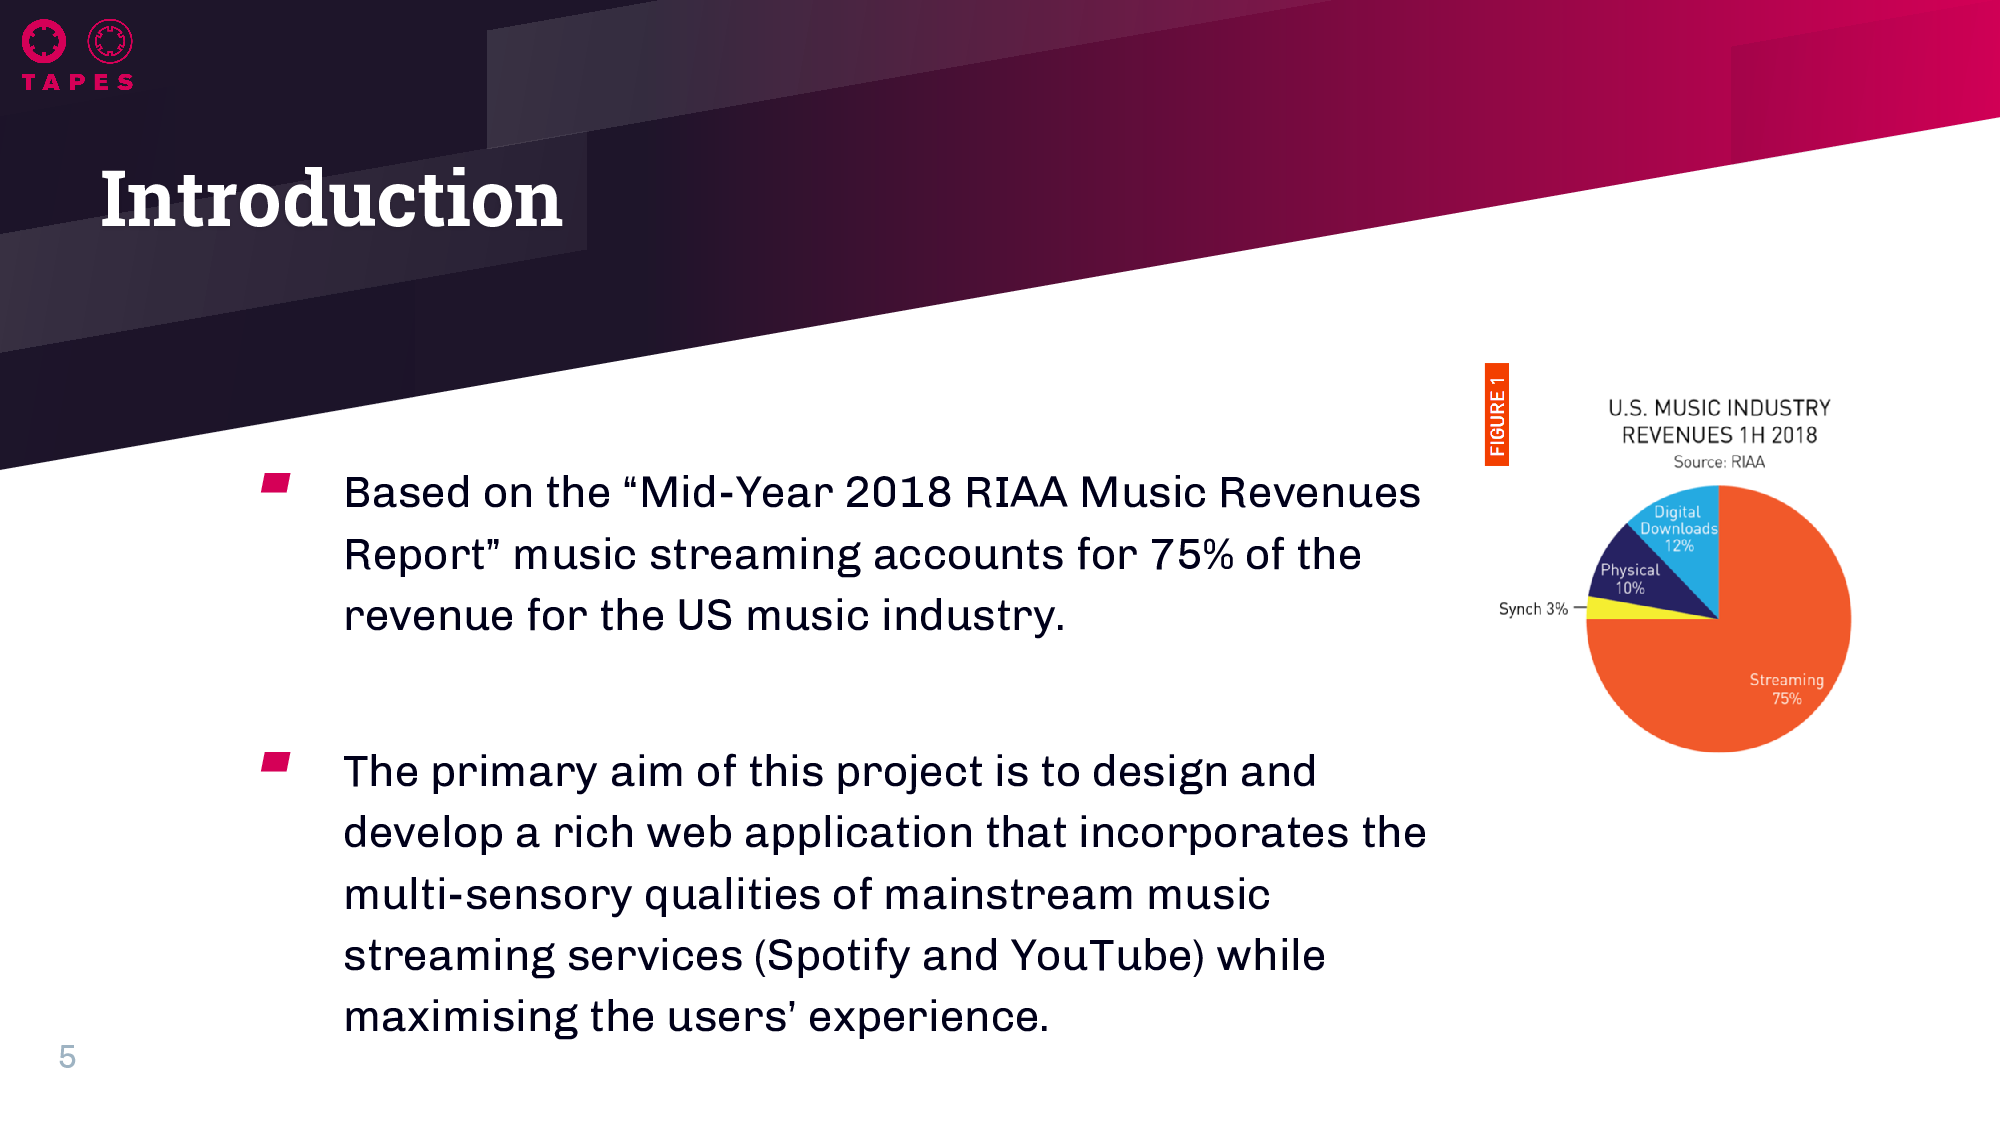 TAPES
Introduction
Based on the “Mid-Year 2018 RIAA Music Revenues
Report” music streaming accounts for 75% of the
revenue for the US music industry.
The primary aim of this project is to design and
develop a rich web application that incorporates the
multi-sensory qualities of mainstream music
streaming services (Spotify and YouTube) while
maximising the users’ experience.
FIGURE 1
U.S. MUSIC INDUSTRY
REVENUES 1H 2018
Source: RIAA
Digital
Downloads
12%
Physical
10%
Synch 3%
Streaming
75%
5